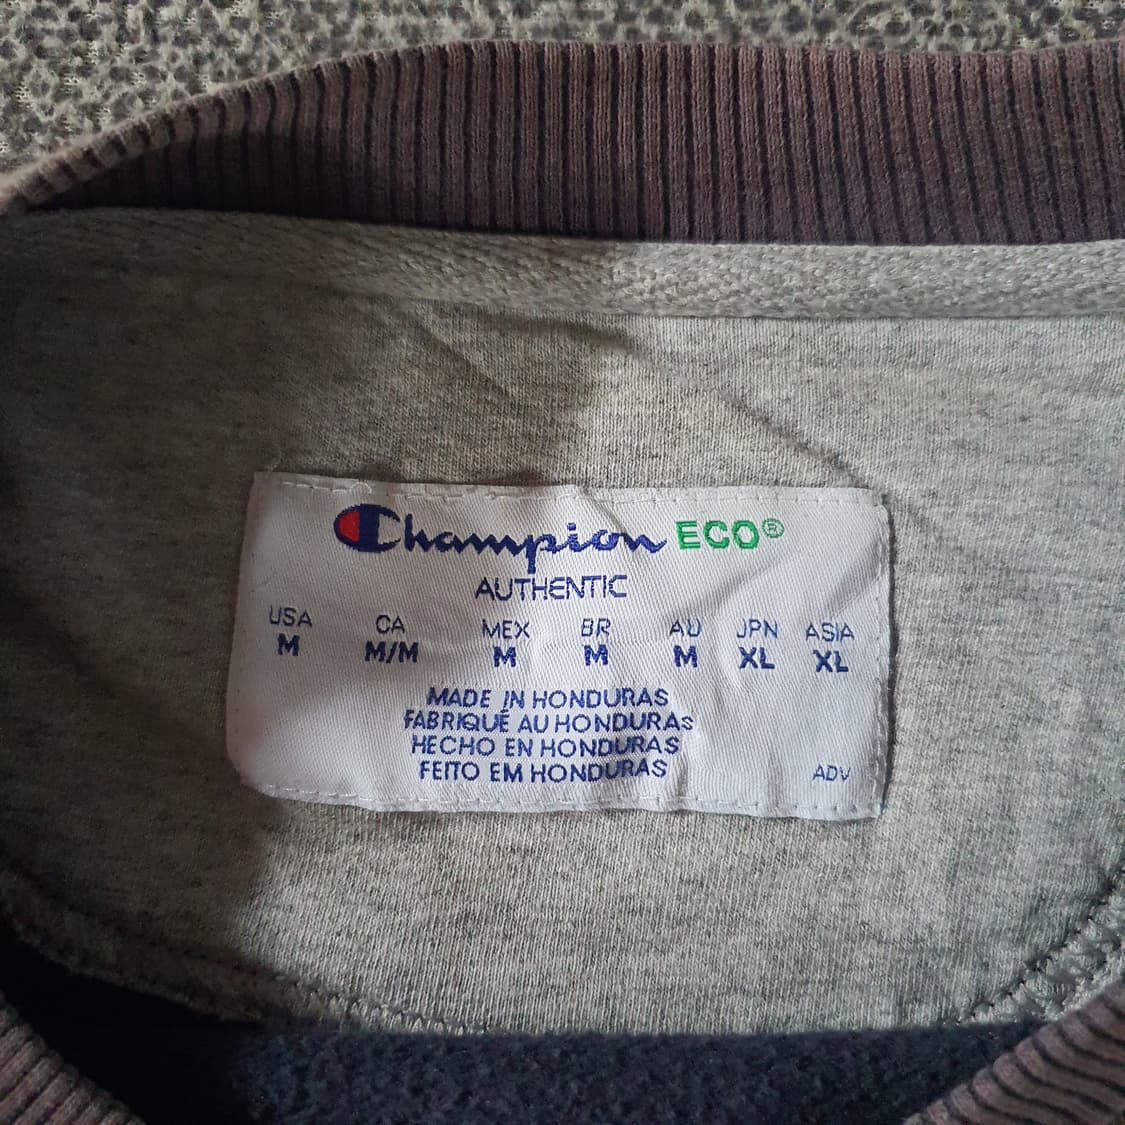 Champion ECO®
AUTHENTIC
USA CA MEX BR AU JPN ASIA
M M/M M M M XL XL
MADE IN HONDURAS
FABRIQUÉ AU HONDURAS
HECHO EN HONDURAS
FEITO EM HONDURAS
ADV